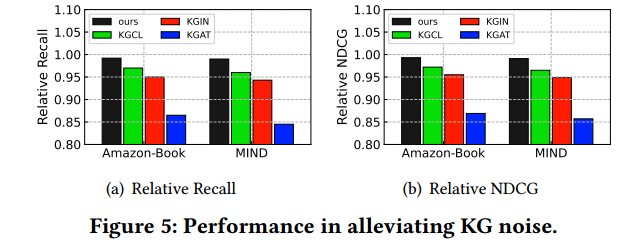 1.10
1.05
1.00
0.95
0.90
0.85
0.80
Relative Recall
ours
KGIN
KGCL
KGAT
Amazon-Book
MIND
(a) Relative Recall
1.10
1.05
1.00
0.95
0.90
0.85
0.80
Relative NDCG
ours
KGIN
KGCL
KGAT
Amazon-Book
MIND
(b) Relative NDCG
Figure 5: Performance in alleviating KG noise.